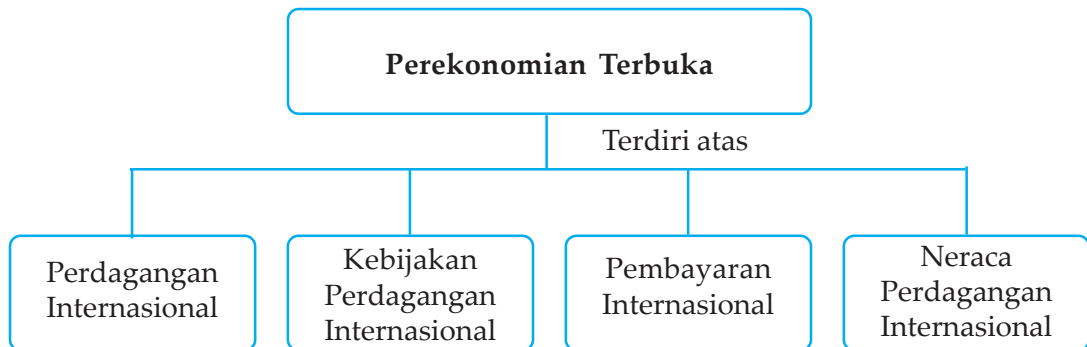 Perekonomian Terbuka
Terdiri atas
Perdagangan
Internasional
Kebijakan
Perdagangan
Internasional
Pembayaran
Internasional
Neraca
Perdagangan
Internasional